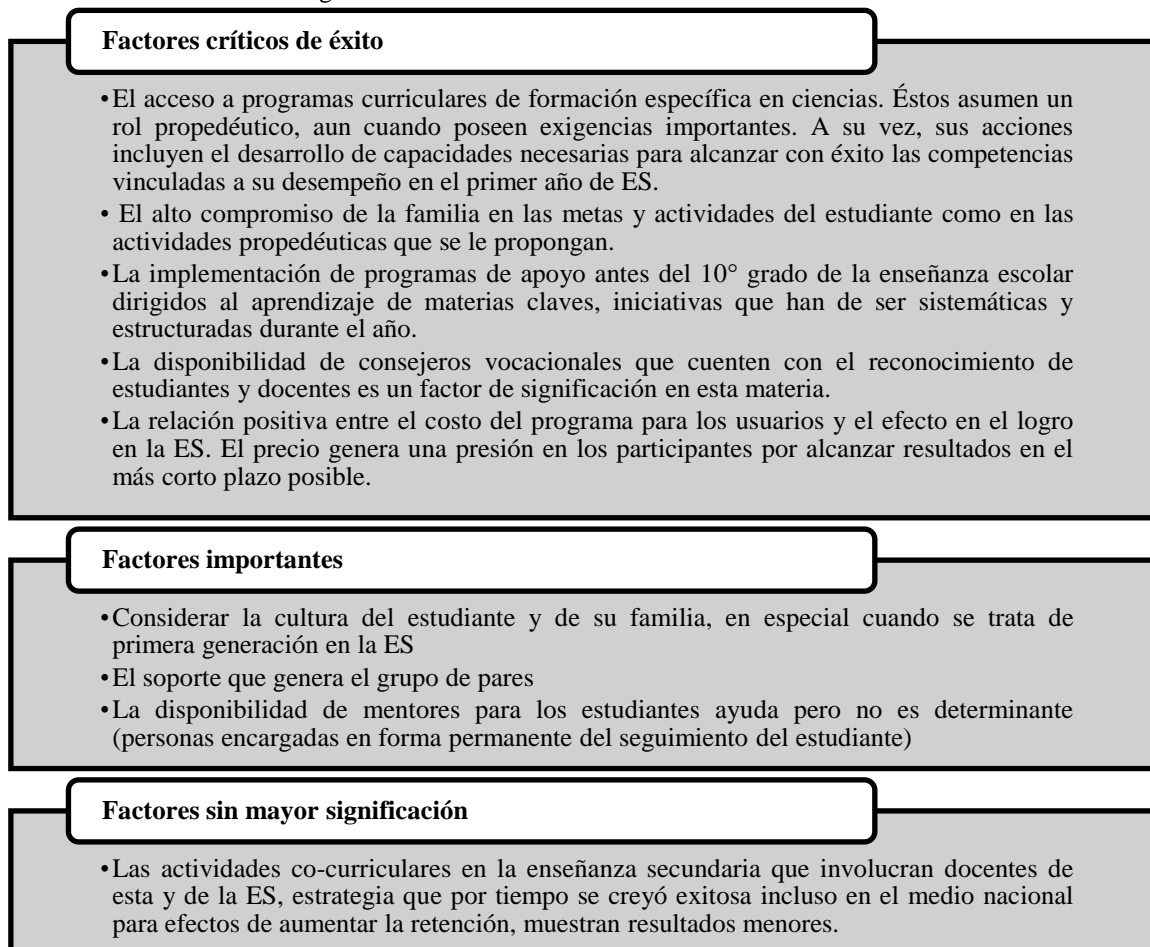 Factores críticos de éxito
•El acceso a programas curriculares de formación específica en ciencias. Éstos asumen un
rol propedéutico, aun cuando poseen exigencias importantes. A su vez, sus acciones
incluyen el desarrollo de capacidades necesarias para alcanzar con éxito las competencias
vinculadas a su desempeño en el primer año de ES.
• El alto compromiso de la familia en las metas y actividades del estudiante como en las
actividades propedéuticas que se le propongan.
•La implementación de programas de apoyo antes del 10° grado de la enseñanza escolar
dirigidos al aprendizaje de materias claves, iniciativas que han de ser sistemáticas y
estructuradas durante el año.
•La disponibilidad de consejeros vocacionales que cuenten con el reconocimiento de
estudiantes y docentes es un factor de significación en esta materia.
•La relación positiva entre el costo del programa para los usuarios y el efecto en el logro
en la ES. El precio genera una presión en los participantes por alcanzar resultados en el
más corto plazo posible.
Factores importantes
•Considerar la cultura del estudiante y de su familia, en especial cuando se trata de
primera generación en la ES
•El soporte que genera el grupo de pares
•La disponibilidad de mentores para los estudiantes ayuda pero no es determinante
(personas encargadas en forma permanente del seguimiento del estudiante)
Factores sin mayor significación
•Las actividades co-curriculares en la enseñanza secundaria que involucran docentes de
esta y de la ES, estrategia que por tiempo se creyó exitosa incluso en el medio nacional
para efectos de aumentar la retención, muestran resultados menores.